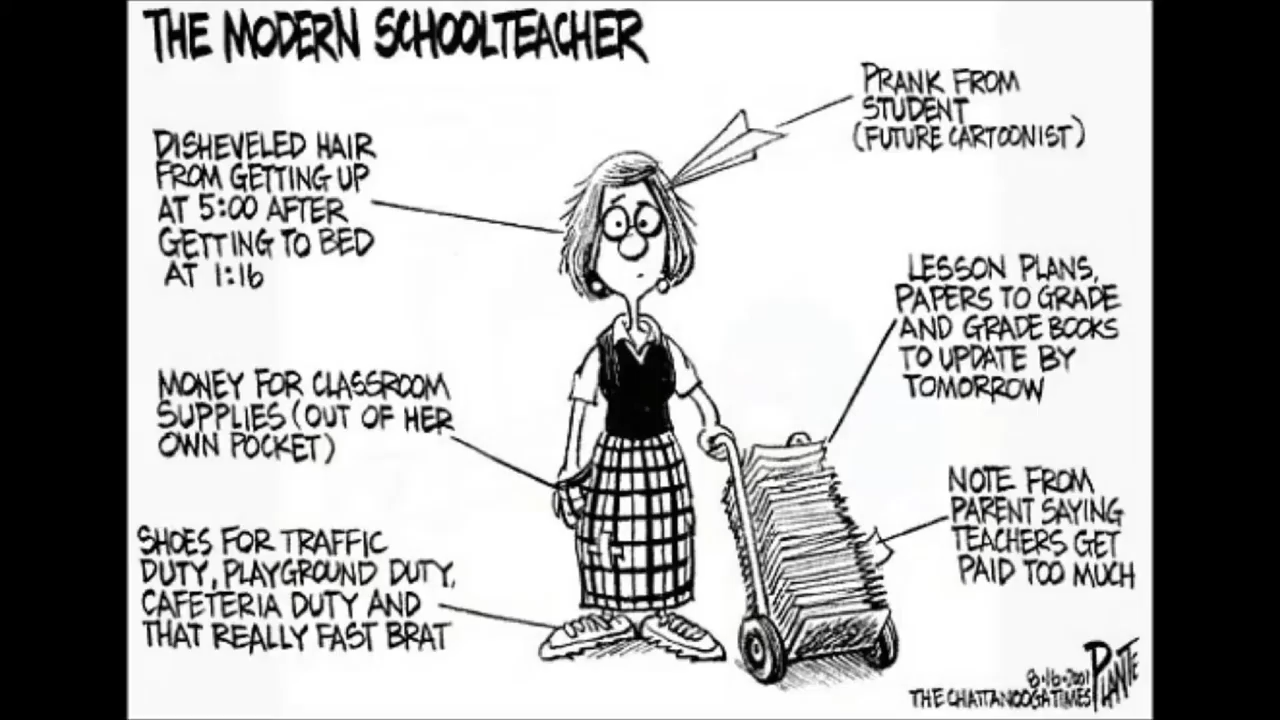 THE MODERN SCHOOLTEACHER
PRANK FROM
STUDENT
(FUTURE CARTOONIST)
DISHEVELED HAIR
FROM GETTING UP
AT 5:00 AFTER
GETTING TO BED
AT 1:16
LESSON PLANS,
PAPERS TO GRADE
AND GRADE BOOKS
TO UPDATE BY
TOMORROW
MONEY FOR CLASSROOM
SUPPLIES (OUT OF HER
OWN POCKET)
NOTE FROM
PARENT SAYING
TEACHERS GET
PAID TOO MUCH
SHOES FOR TRAFFIC
DUTY, PLAYGROUND DUTY,
CAFETERIA DUTY AND
THAT REALLY FAST BRAT
8·16·2001
THE CHATTANOOGA TIMES
PLANTE